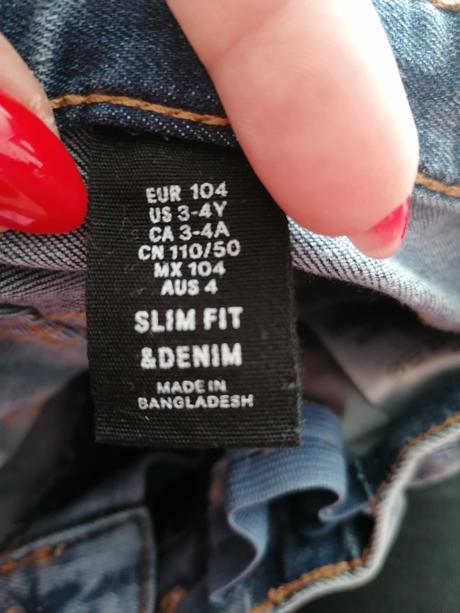 EUR 104
US 3-4Y
CA 3-4A
CN 110/50
MX 104
AUS 4
SLIM FIT
&DENIM
MADE IN
BANGLADESH